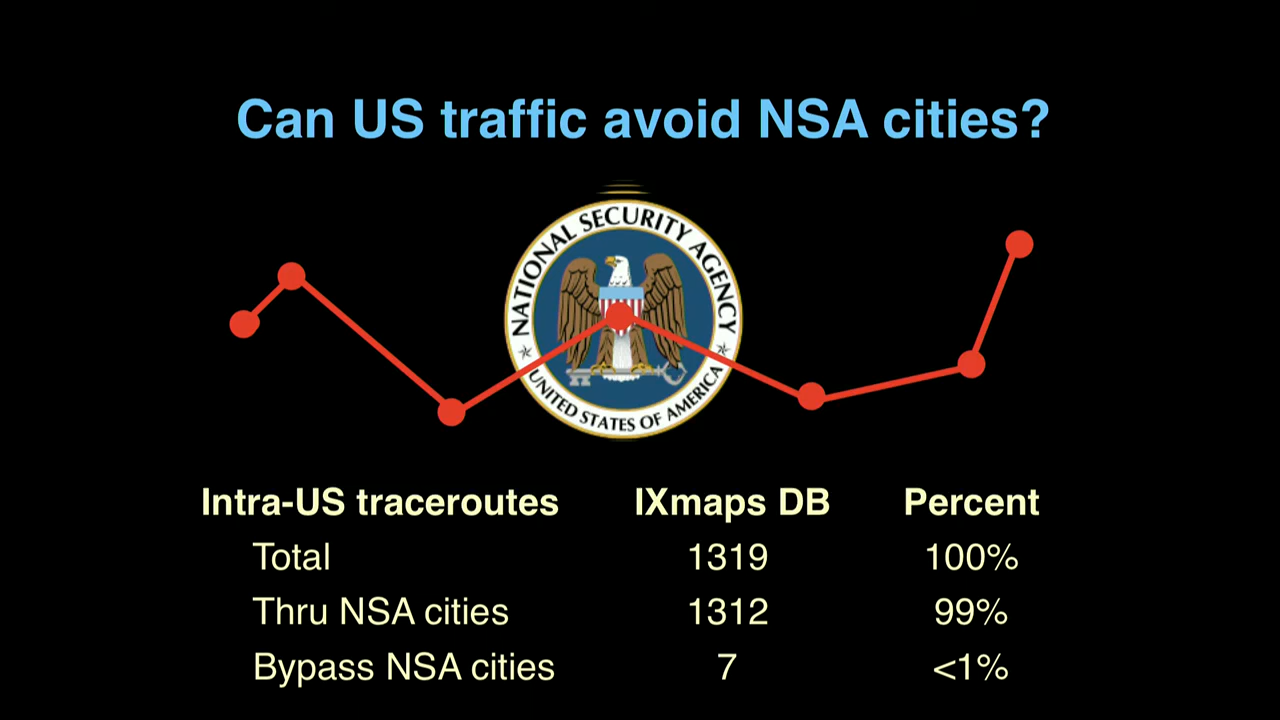 Can US traffic avoid NSA cities?
NATIONAL SECURITY AGENCY
UNITED STATES OF AMERICA
Intra-US traceroutes IXmaps DB Percent
Total 1319 100%
Thru NSA cities 1312 99%
Bypass NSA cities 7 <1%